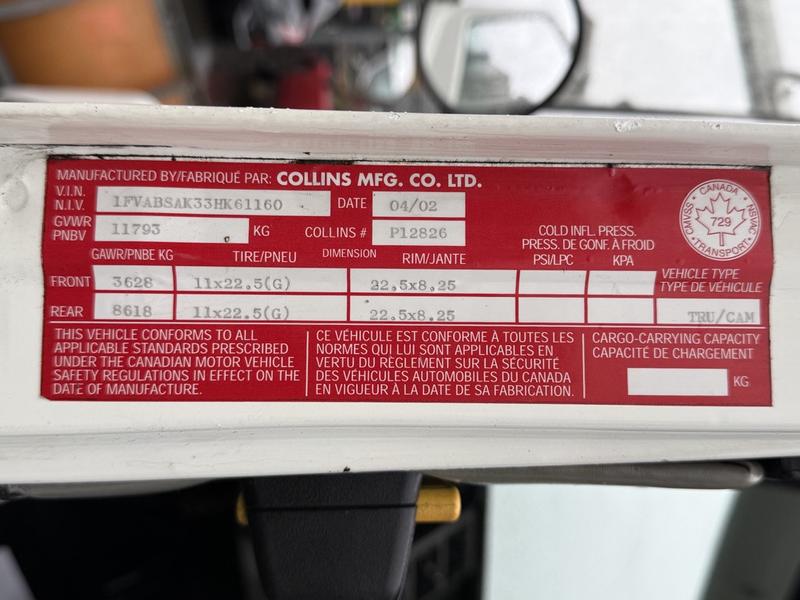 MANUFACTURED BY/FABRIQUÉ PAR: COLLINS MFG. CO. LTD.
V.I.N.
N.I.V.
1FVABSAK33HK61160
DATE
04/02
GVWR
PNBV
11793
KG
COLLINS #
P12826
COLD INFL. PRESS.
PRESS. DE GONF. À FROID
CANADA
CMVSS
729
NSVAC
TRANSPORT
GAWR/PNBE KG
TIRE/PNEU
DIMENSION
RIM/JANTE
PSI/LPC
KPA
VEHICLE TYPE
TYPE DE VÉHICULE
FRONT
3628
11x22.5(G)
22.5x8.25
REAR
8618
11x22.5(G)
22.5x8.25
TRU/CAM
THIS VEHICLE CONFORMS TO ALL
APPLICABLE STANDARDS PRESCRIBED
UNDER THE CANADIAN MOTOR VEHICLE
SAFETY REGULATIONS IN EFFECT ON THE
DATE OF MANUFACTURE.
CE VÉHICULE EST CONFORME À TOUTES LES
NORMES QUI LUI SONT APPLICABLES EN
VERTU DU RÈGLEMENT SUR LA SÉCURITÉ
DES VÉHICULES AUTOMOBILES DU CANADA
EN VIGUEUR À LA DATE DE SA FABRICATION.
CARGO-CARRYING CAPACITY
CAPACITÉ DE CHARGEMENT
KG